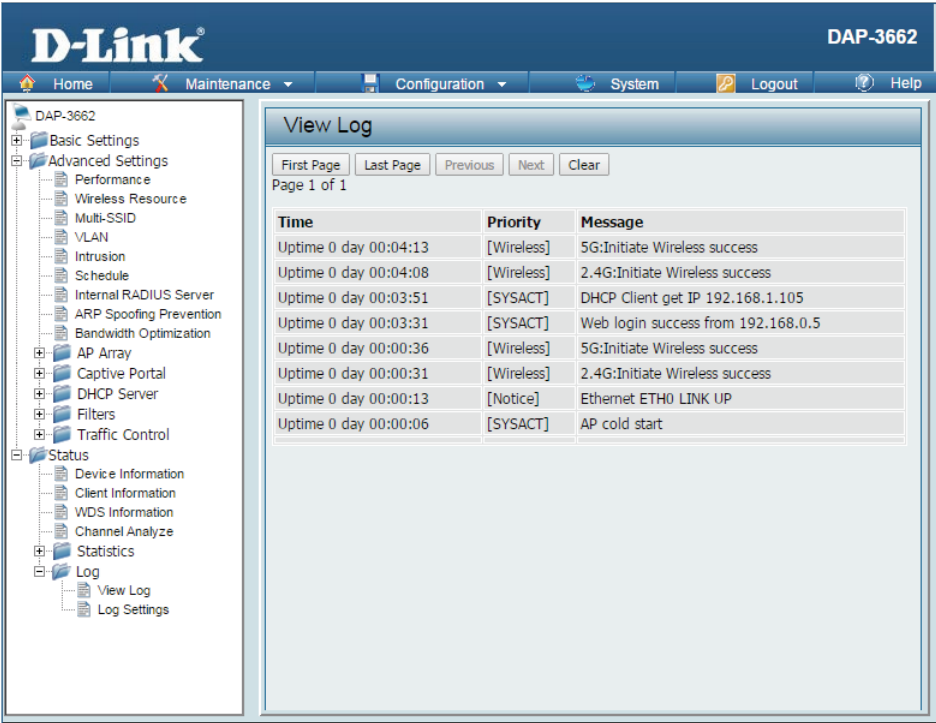 D-Link®
DAP-3662
Home
Maintenance
Configuration
System
Logout
Help
DAP-3662
Basic Settings
Advanced Settings
Performance
Wireless Resource
Multi-SSID
VLAN
Intrusion
Schedule
Internal RADIUS Server
ARP Spoofing Prevention
Bandwidth Optimization
AP Array
Captive Portal
DHCP Server
Filters
Traffic Control
Status
Device Information
Client Information
WDS Information
Channel Analyze
Statistics
Log
View Log
Log Settings
View Log
First Page Last Page Previous Next Clear
Page 1 of 1
Time Priority Message
Uptime 0 day 00:04:13 [Wireless] 5G:Initiate Wireless success
Uptime 0 day 00:04:08 [Wireless] 2.4G:Initiate Wireless success
Uptime 0 day 00:03:51 [SYSACT] DHCP Client get IP 192.168.1.105
Uptime 0 day 00:03:31 [SYSACT] Web login success from 192.168.0.5
Uptime 0 day 00:00:36 [Wireless] 5G:Initiate Wireless success
Uptime 0 day 00:00:31 [Wireless] 2.4G:Initiate Wireless success
Uptime 0 day 00:00:13 [Notice] Ethernet ETH0 LINK UP
Uptime 0 day 00:00:06 [SYSACT] AP cold start